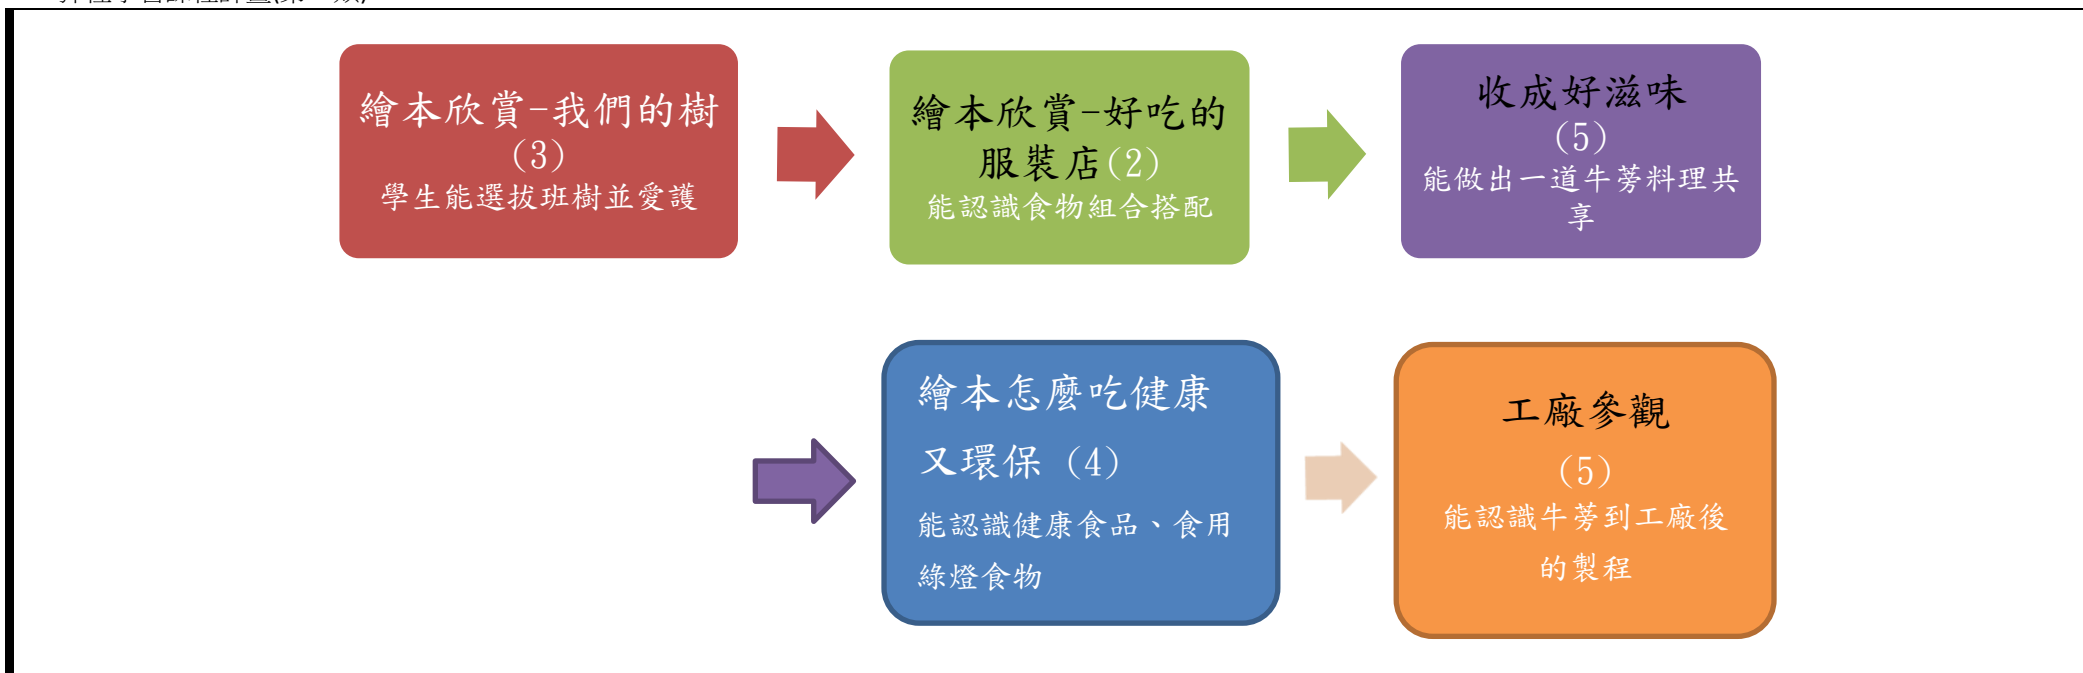 繪本欣賞-我們的樹
(3)
學生能選拔班樹並愛護
繪本欣賞-好吃的
服裝店(2)
能認識食物組合搭配
收成好滋味
(5)
能做出一道牛蒡料理共
享
繪本怎麼吃健康
又環保 (4)
能認識健康食品、食用
綠燈食物
工廠參觀
(5)
能認識牛蒡到工廠後
的製程